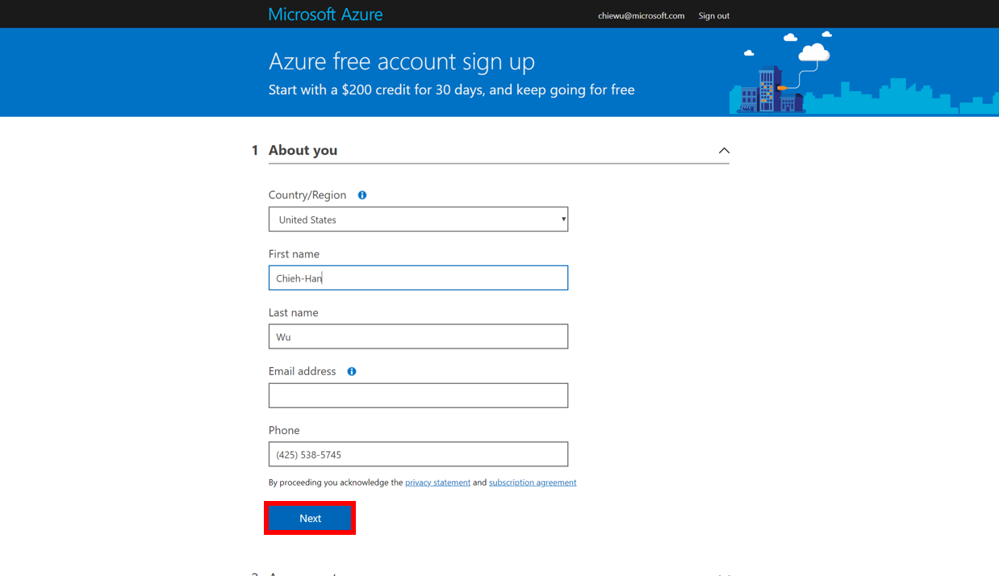 Microsoft Azure
chiewu@microsoft.com Sign out
Azure free account sign up
Start with a $200 credit for 30 days, and keep going for free
1 About you
Country/Region
United States
First name
Chieh-Han
Last name
Wu
Email address
Phone
(425) 538-5745
By proceeding you acknowledge the privacy statement and subscription agreement
Next